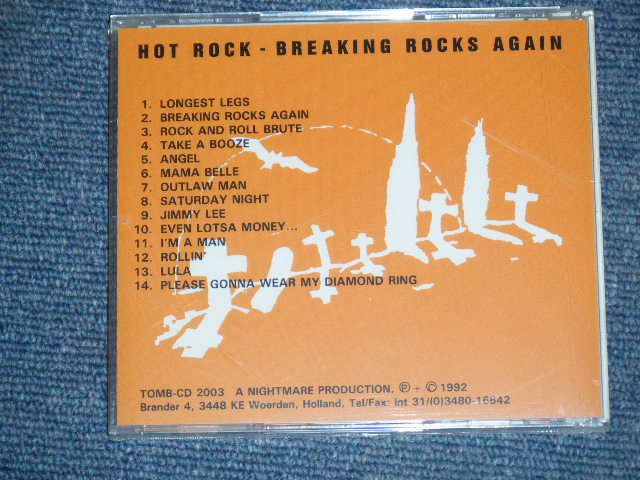 HOT ROCK - BREAKING ROCKS AGAIN
1. LONGEST LEGS
2. BREAKING ROCKS AGAIN
3. ROCK AND ROLL BRUTE
4. TAKE A BOOZE
5. ANGEL
6. MAMA BELLE
7. OUTLAW MAN
8. SATURDAY NIGHT
9. JIMMY LEE
10. EVEN LOTSA MONEY...
11. I'M A MAN
12. ROLLIN'
13. LULA
14. PLEASE GONNA WEAR MY DIAMOND RING
TOMB-CD 2003 A NIGHTMARE PRODUCTION. ℗ + © 1992
Brander 4, 3448 KE Woerden, Holland. Tel/Fax: int 31/(0)3480-16642